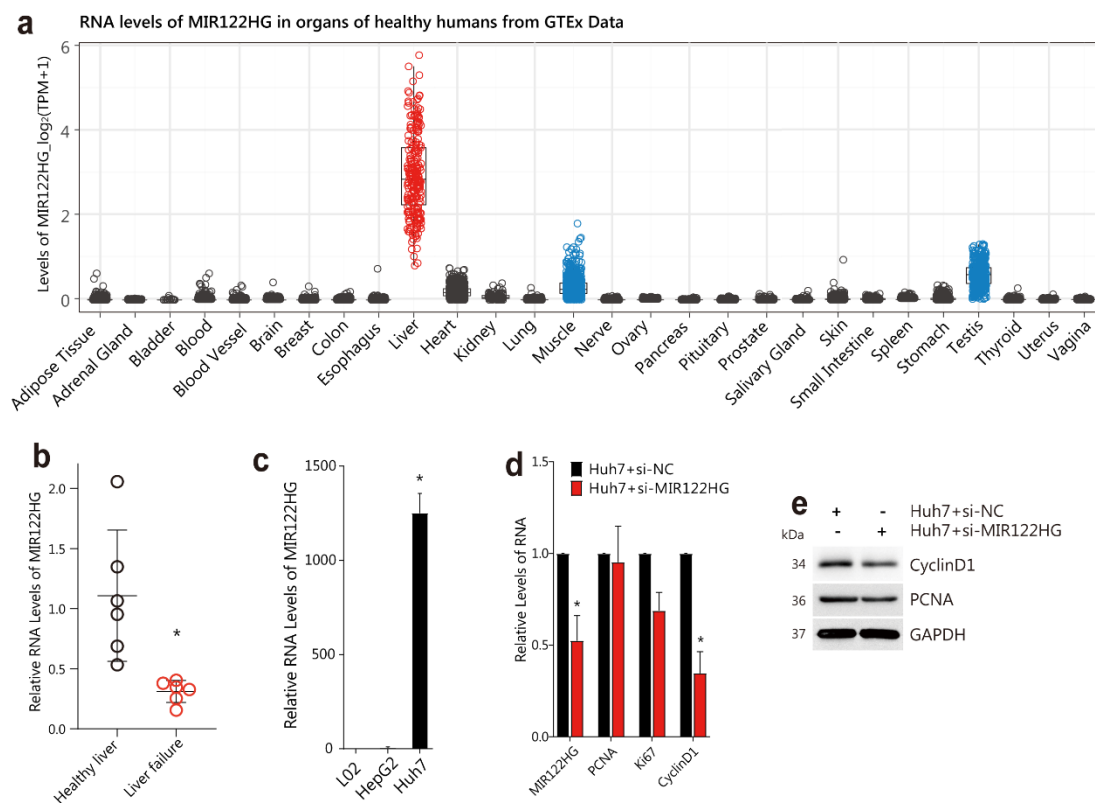 a
RNA levels of MIR122HG in organs of healthy humans from GTEx Data
Levels of MIR122HG_log₂(TPM+1)
6
4
2
0
Adipose Tissue
Adrenal Gland
Bladder
Blood
Blood Vessel
Brain
Breast
Colon
Esophagus
Liver
Heart
Kidney
Lung
Muscle
Nerve
Ovary
Pancreas
Pituitary
Prostate
Salivary Gland
Skin
Small Intestine
Spleen
Stomach
Testis
Thyroid
Uterus
Vagina
b
Relative RNA Levels of MIR122HG
2.0
1.5
1.0
0.5
0.0
*
Healthy liver
Liver failure
c
Relative RNA Levels of MIR122HG
1500
1000
500
0
*
L02
HepG2
Huh7
d
Relative Levels of RNA
1.5
1.0
0.5
0.0
Huh7+si-NC
Huh7+si-MIR122HG
*
*
MIR122HG
PCNA
Ki67
CyclinD1
e
+ - Huh7+si-NC
- + Huh7+si-MIR122HG
kDa
34 CyclinD1
36 PCNA
37 GAPDH